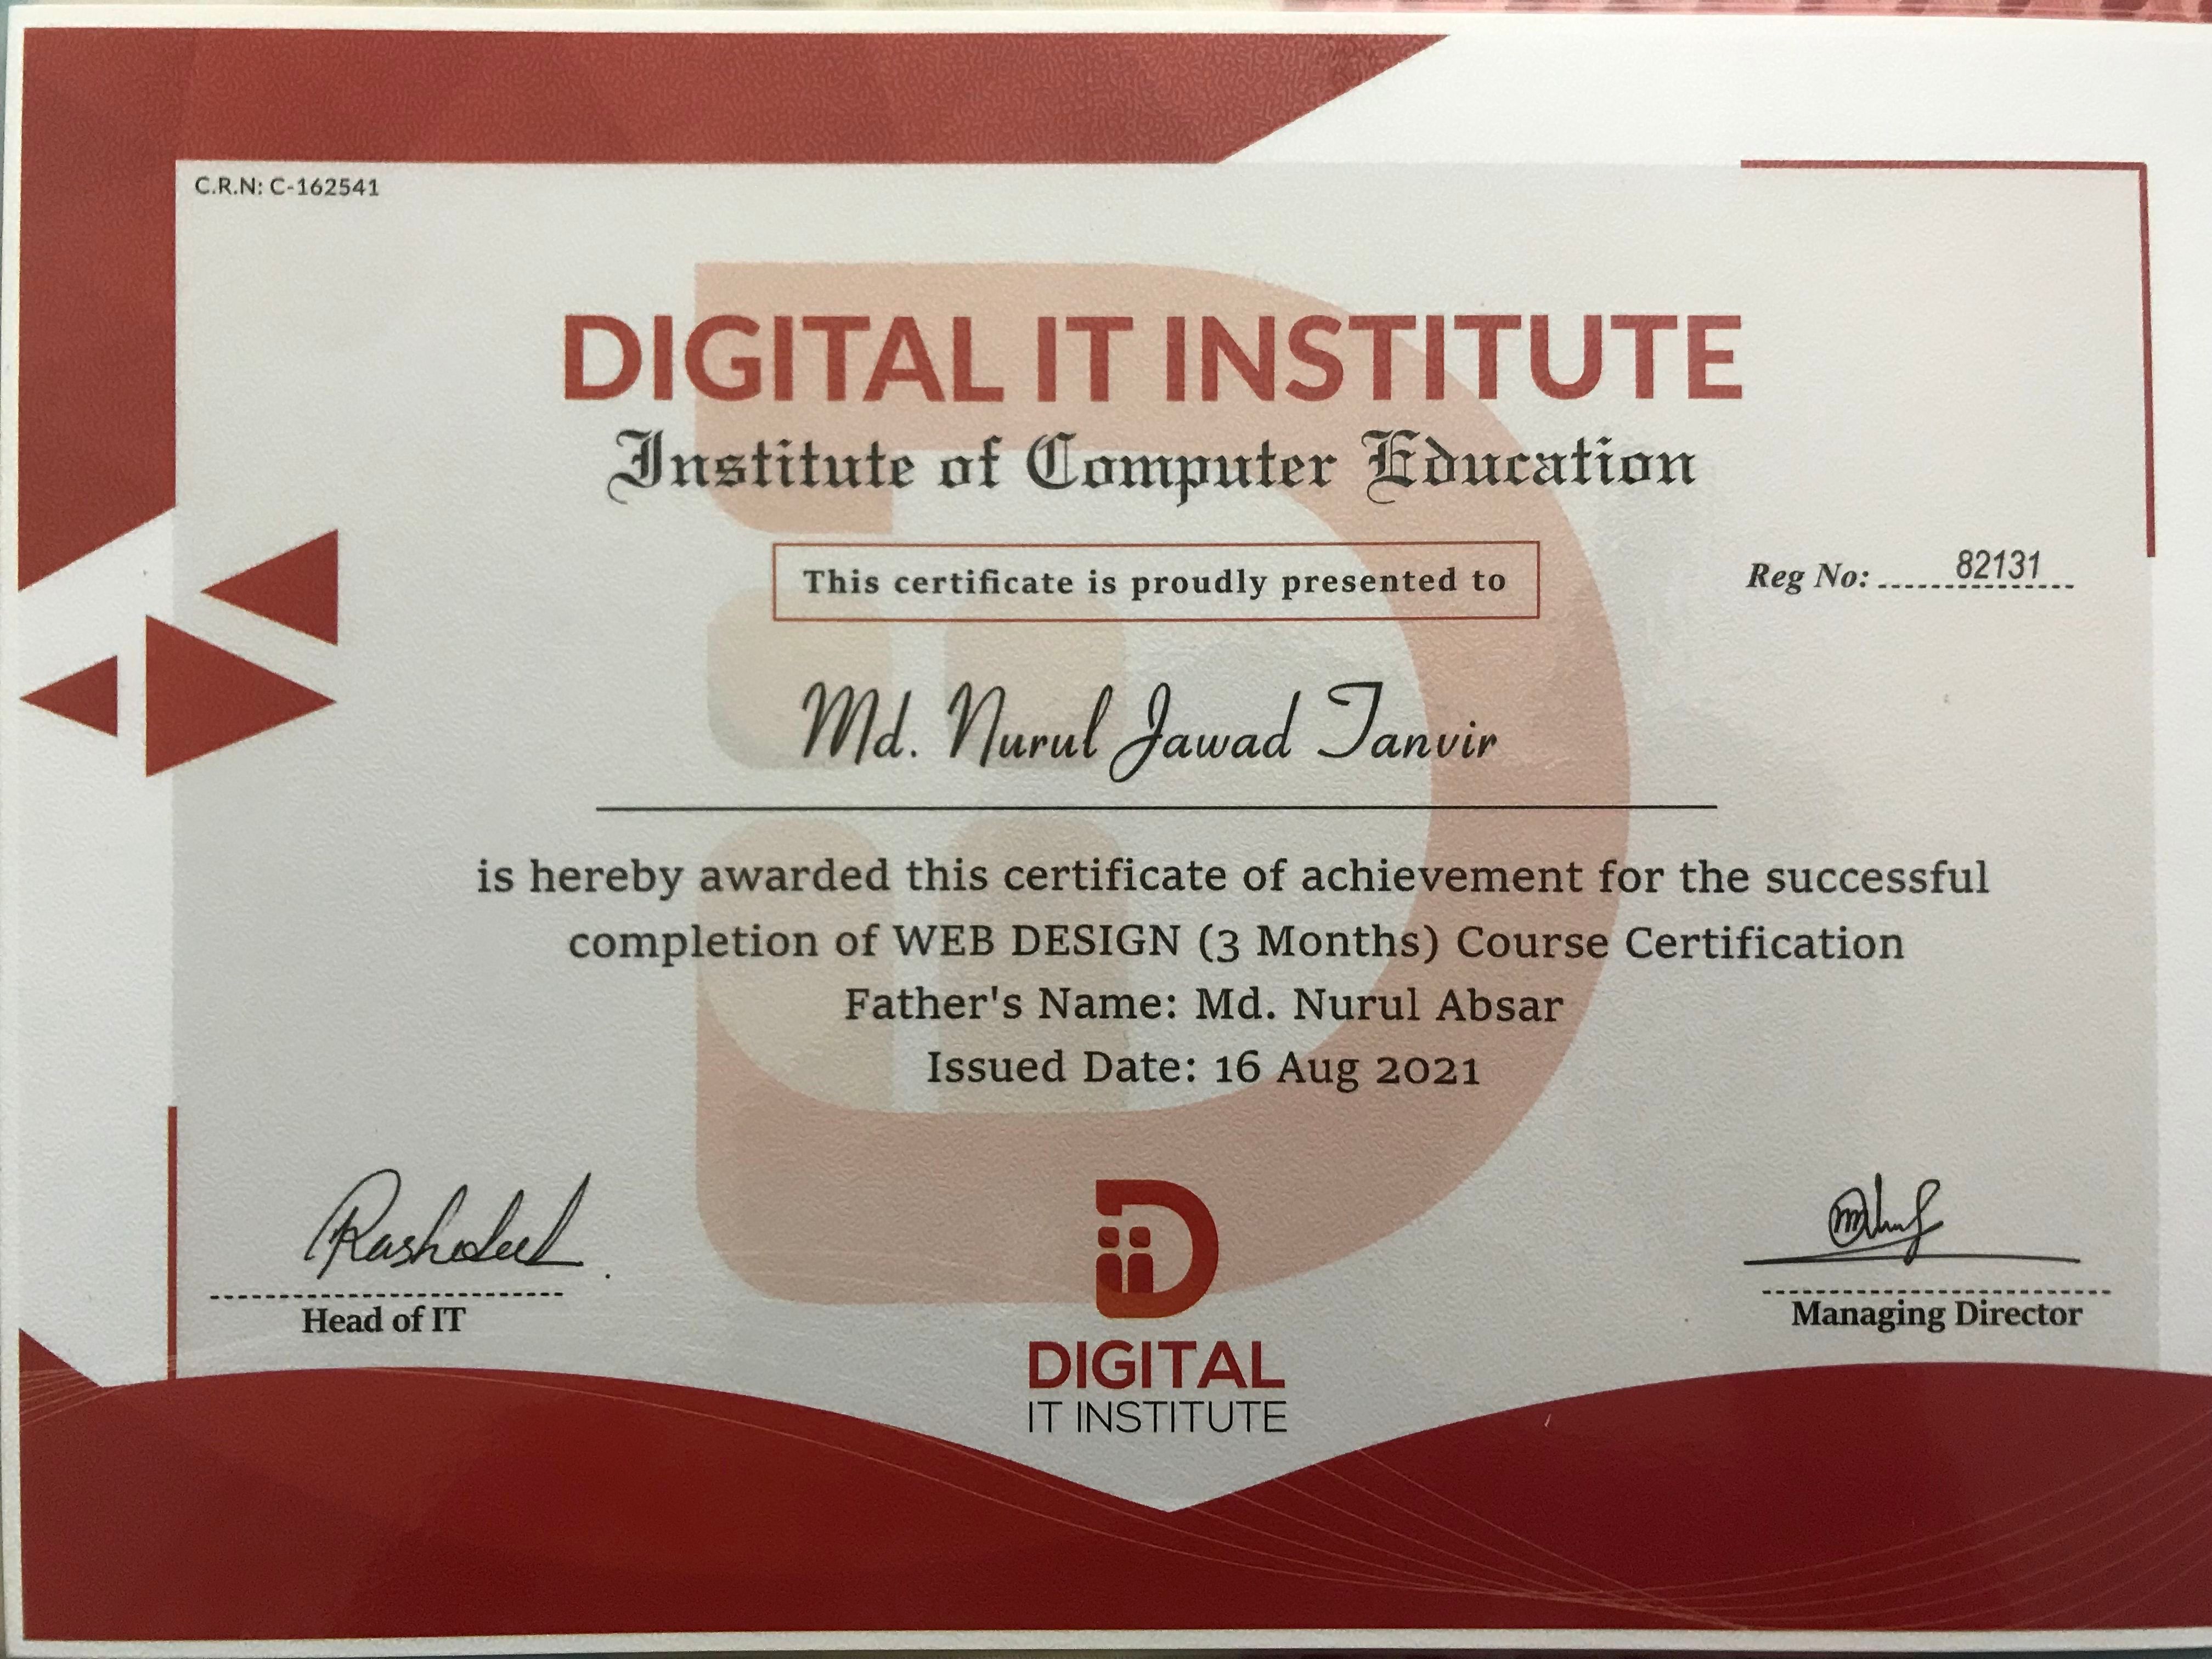 C.R.N: C-162541
DIGITAL IT INSTITUTE
Institute of Computer Education
This certificate is proudly presented to
Reg No: 82131
Md. Nurul Jawad Tanvir
is hereby awarded this certificate of achievement for the successful
completion of WEB DESIGN (3 Months) Course Certification
Father's Name: Md. Nurul Absar
Issued Date: 16 Aug 2021
Head of IT
Managing Director
DIGITAL
IT INSTITUTE